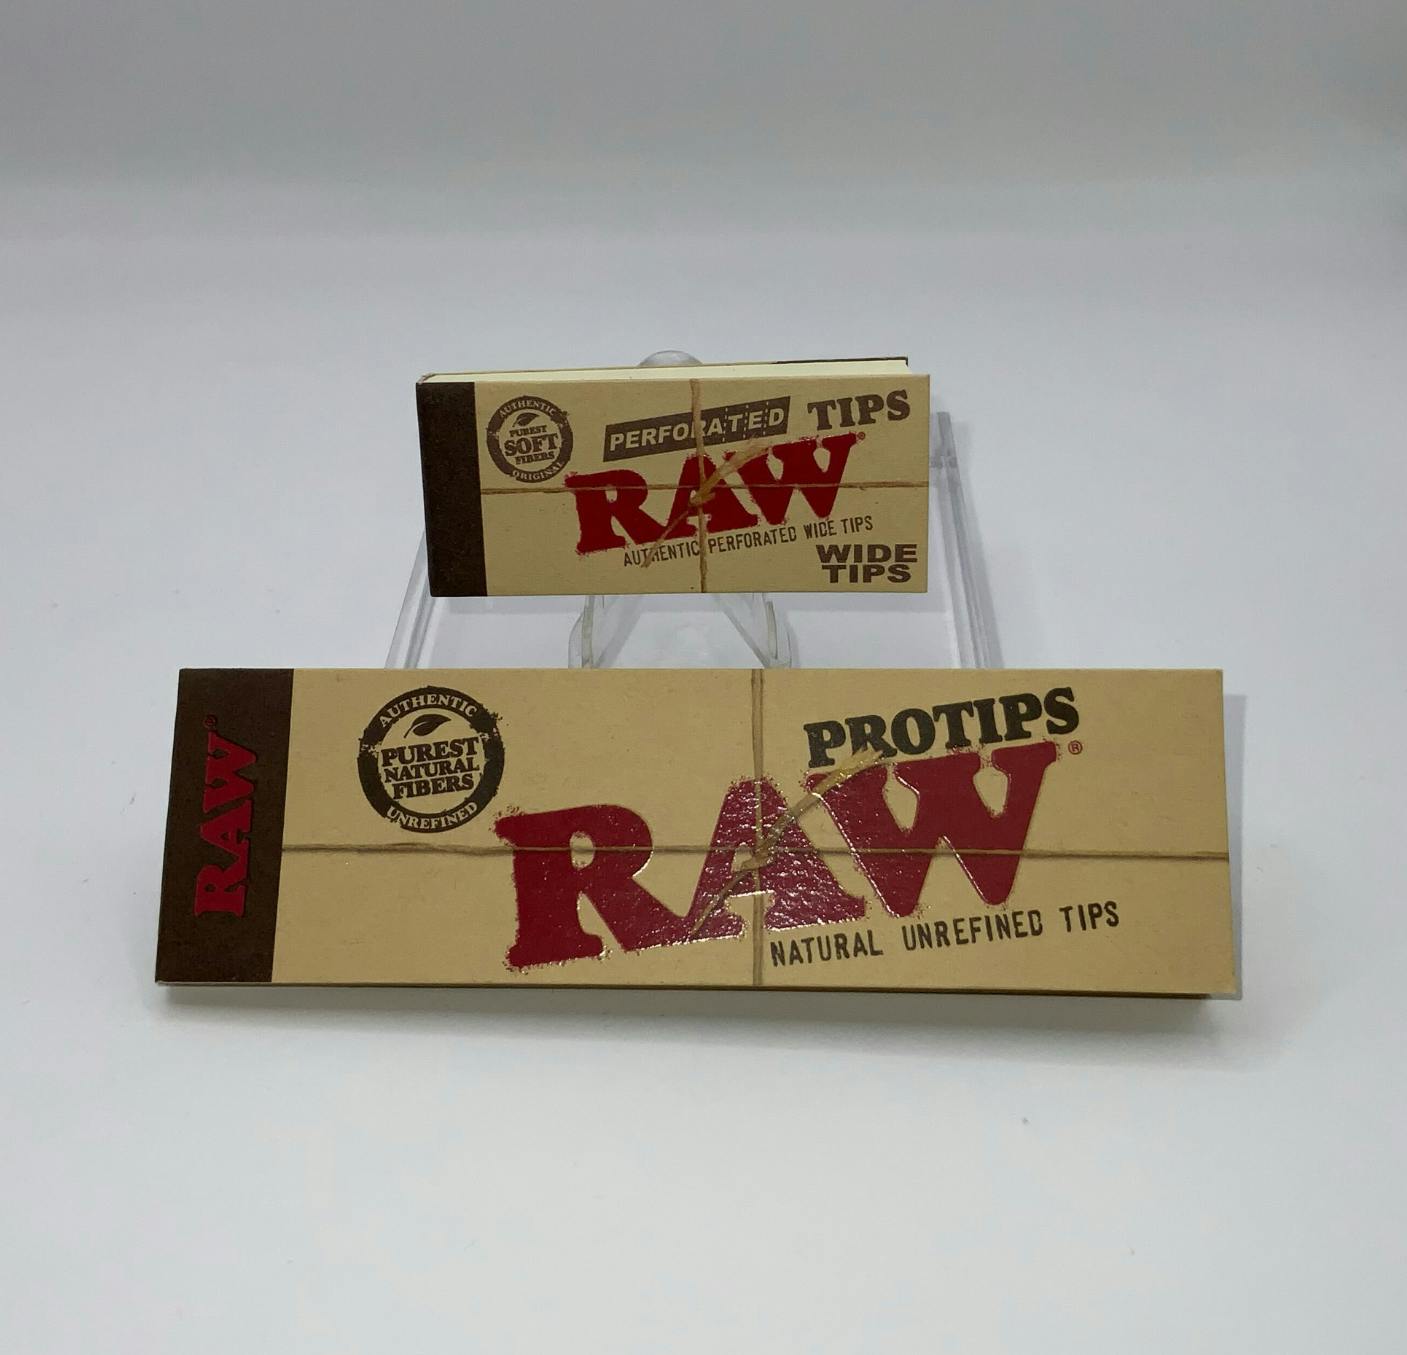 AUTHENTIC
PUREST
SOFT
FIBERS
ORIGINAL
PERFORATED TIPS
RAW®
AUTHENTIC PERFORATED WIDE TIPS
WIDE
TIPS
RAW®
AUTHENTIC
PUREST
NATURAL
FIBERS
UNREFINED
PROTIPS
RAW®
NATURAL UNREFINED TIPS